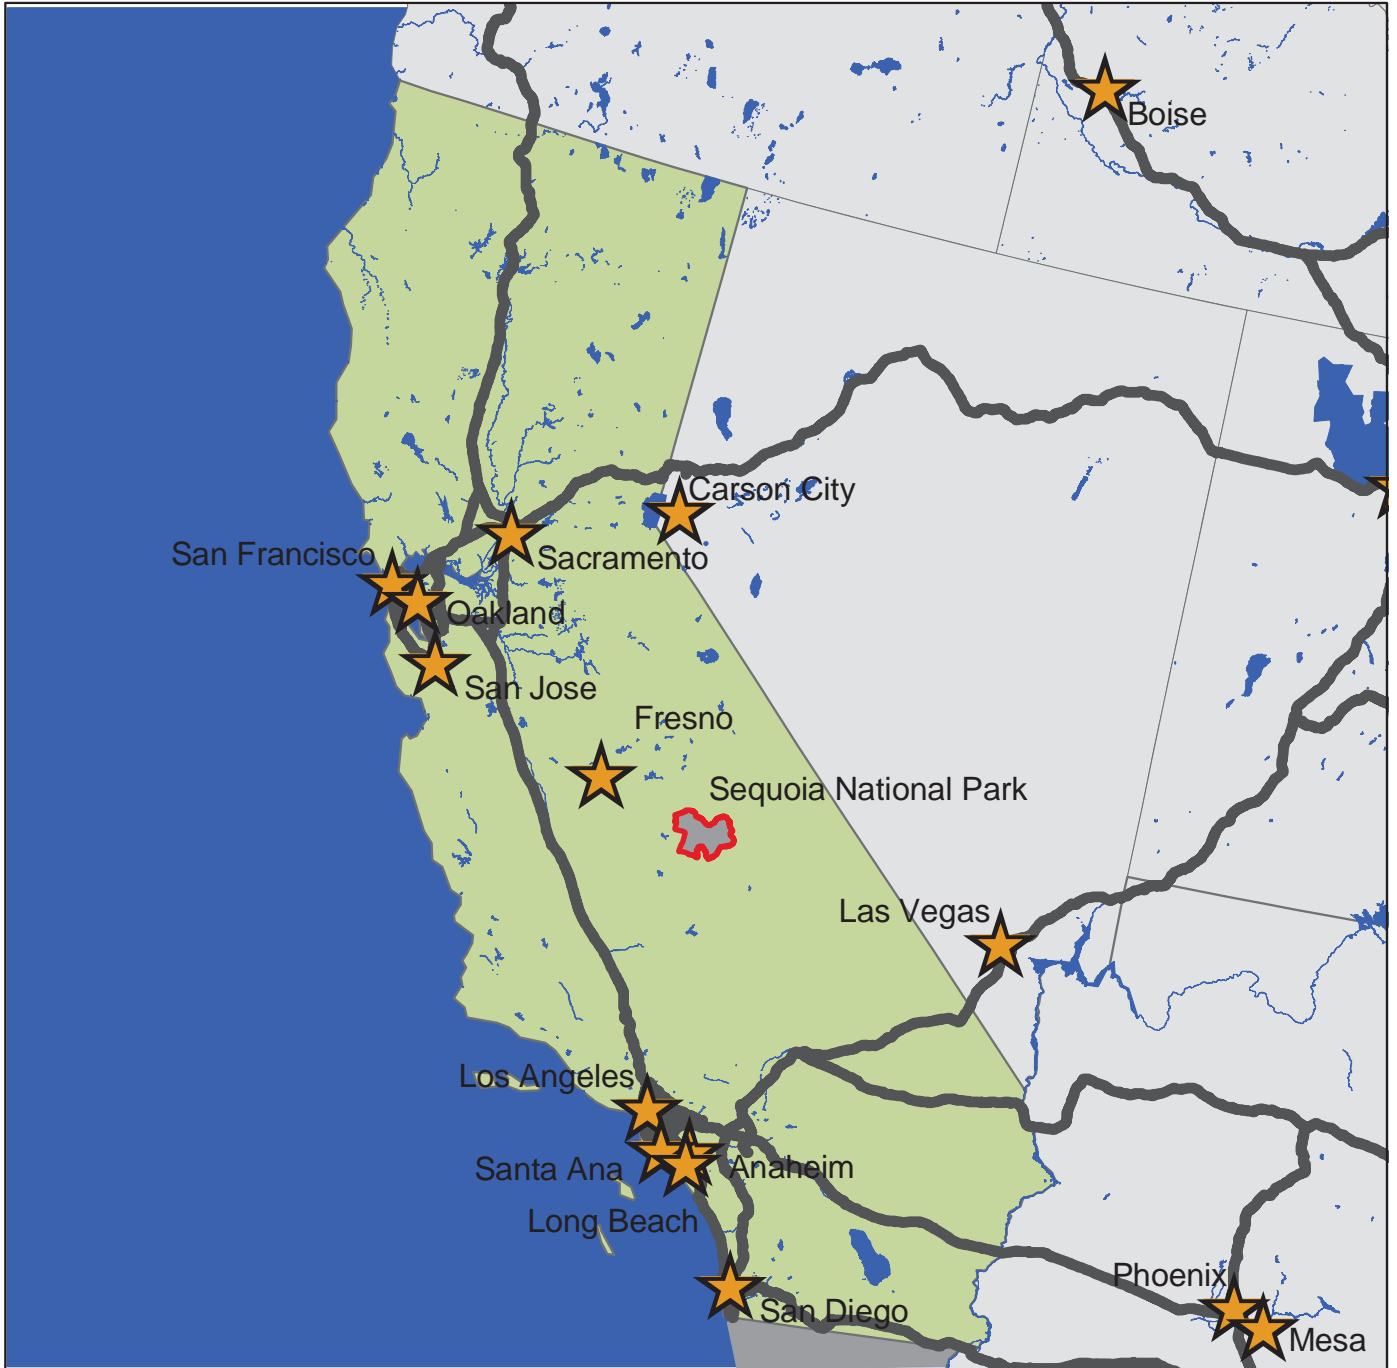 Boise
Carson City
San Francisco
Sacramento
Oakland
San Jose
Fresno
Sequoia National Park
Las Vegas
Los Angeles
Santa Ana
Anaheim
Long Beach
Phoenix
San Diego
Mesa